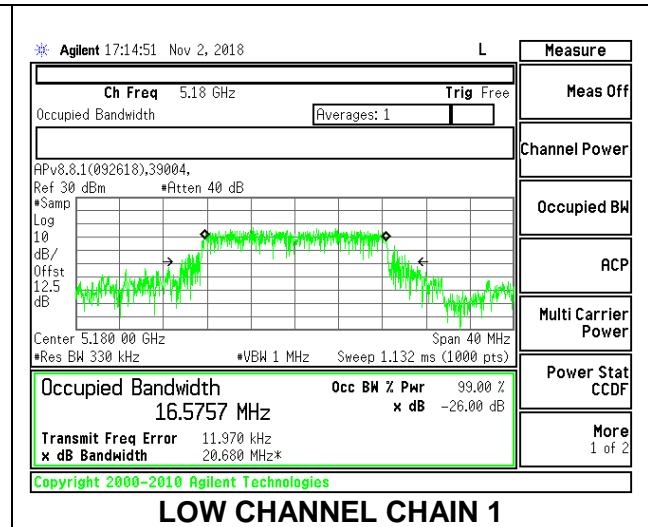 Agilent 17:14:51 Nov 2, 2018 L
Measure
Ch Freq 5.18 GHz Trig Free
Occupied Bandwidth Averages: 1
Meas Off
Channel Power
Occupied BW
ACP
Multi Carrier
Power
Power Stat
CCDF
More
1 of 2
APv8.8.1(092618),39004,
Ref 30 dBm #Atten 40 dB
#Samp
Log
10
dB/
Offst
12.5
dB
Center 5.180 00 GHz Span 40 MHz
#Res BW 330 kHz #VBW 1 MHz Sweep 1.132 ms (1000 pts)
Occupied Bandwidth Occ BW % Pwr 99.00 %
16.5757 MHz x dB -26.00 dB
Transmit Freq Error 11.970 kHz
x dB Bandwidth 20.680 MHz*
Copyright 2000-2010 Agilent Technologies
LOW CHANNEL CHAIN 1